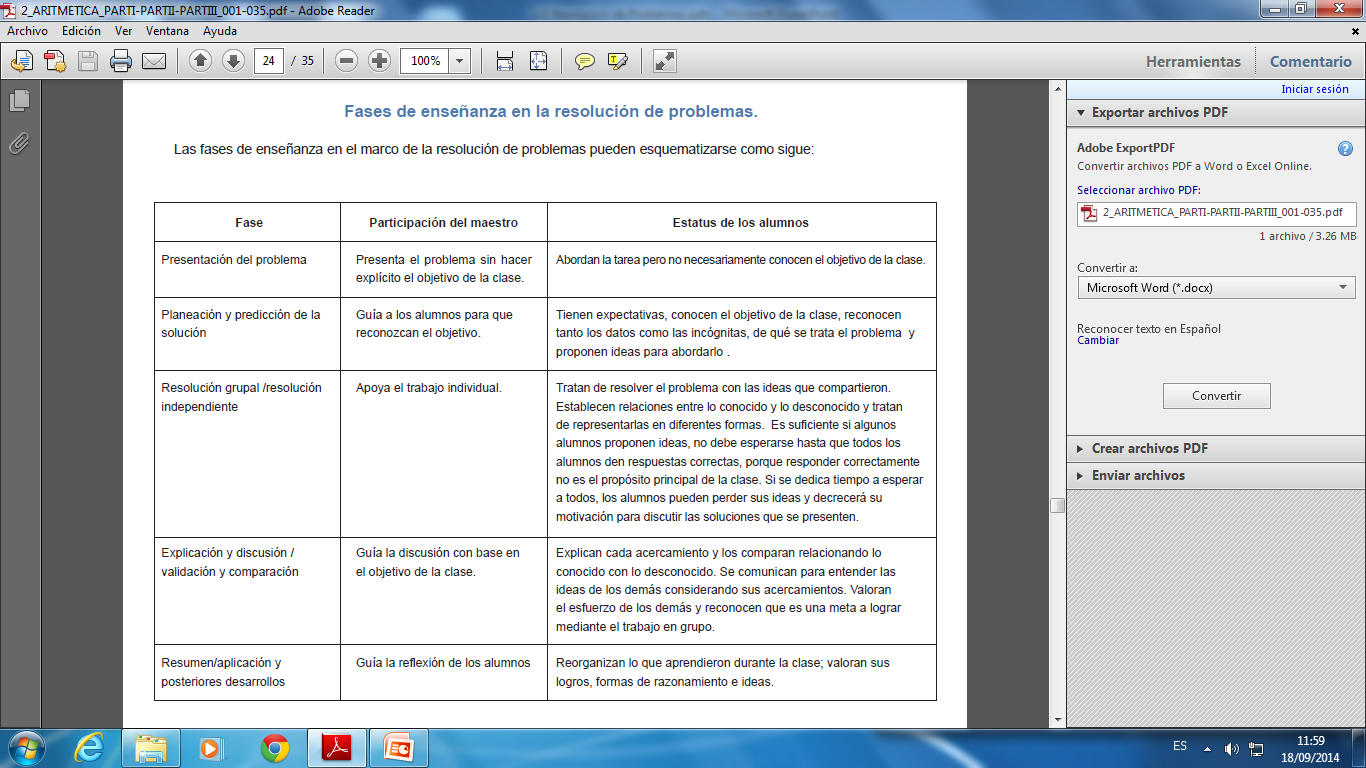 2_ARITMETICA_PARTI-PARTII-PARTIII_001-035.pdf - Adobe Reader
Archivo Edición Ver Ventana Ayuda
24 / 35 100% Herramientas Comentario
Iniciar sesión
Exportar archivos PDF
Adobe ExportPDF
Convertir archivos PDF a Word o Excel Online.
Seleccionar archivo PDF:
2_ARITMETICA_PARTI-PARTII-PARTIII_001-035.pdf
1 archivo / 3.26 MB
Convertir a:
Microsoft Word (*.docx)
Reconocer texto en Español
Cambiar
Convertir
Crear archivos PDF
Enviar archivos
Fases de enseñanza en la resolución de problemas.
Las fases de enseñanza en el marco de la resolución de problemas pueden esquematizarse como sigue:
Fase
Participación del maestro
Estatus de los alumnos
Presentación del problema
Presenta el problema sin hacer
explícito el objetivo de la clase.
Abordan la tarea pero no necesariamente conocen el objetivo de la clase.
Planeación y predicción de la
solución
Guía a los alumnos para que
reconozcan el objetivo.
Tienen expectativas, conocen el objetivo de la clase, reconocen
tanto los datos como las incógnitas, de qué se trata el problema y
proponen ideas para abordarlo .
Resolución grupal /resolución
independiente
Apoya el trabajo individual.
Tratan de resolver el problema con las ideas que compartieron.
Establecen relaciones entre lo conocido y lo desconocido y tratan
de representarlas en diferentes formas. Es suficiente si algunos
alumnos proponen ideas, no debe esperarse hasta que todos los
alumnos den respuestas correctas, porque responder correctamente
no es el propósito principal de la clase. Si se dedica tiempo a esperar
a todos, los alumnos pueden perder sus ideas y decrecerá su
motivación para discutir las soluciones que se presenten.
Explicación y discusión /
validación y comparación
Guía la discusión con base en
el objetivo de la clase.
Explican cada acercamiento y los comparan relacionando lo
conocido con lo desconocido. Se comunican para entender las
ideas de los demás considerando sus acercamientos. Valoran
el esfuerzo de los demás y reconocen que es una meta a lograr
mediante el trabajo en grupo.
Resumen/aplicación y
posteriores desarrollos
Guía la reflexión de los alumnos
Reorganizan lo que aprendieron durante la clase; valoran sus
logros, formas de razonamiento e ideas.
ES
11:59
18/09/2014